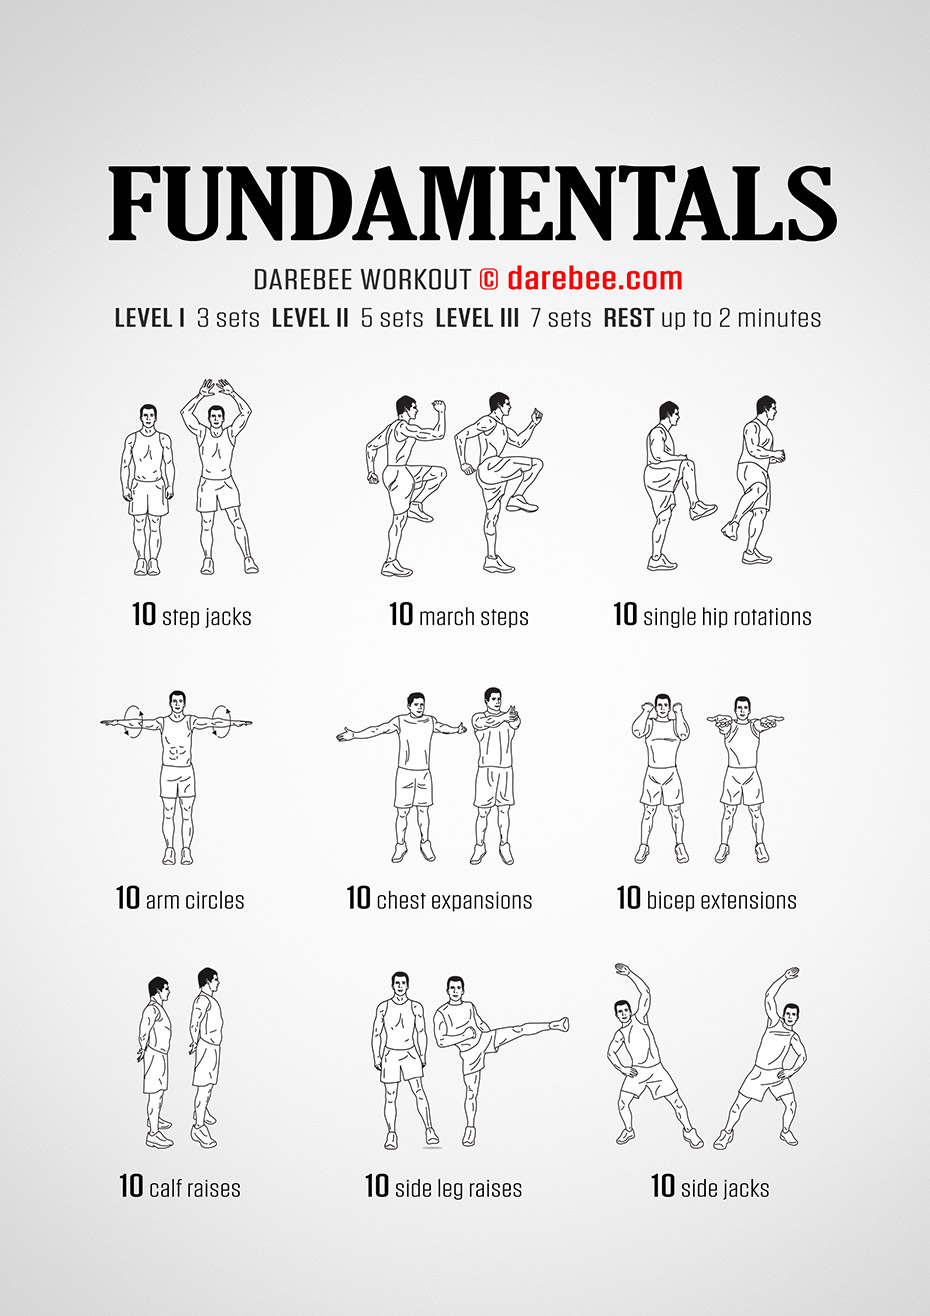 FUNDAMENTALS
DAREBEE WORKOUT © darebee.com
LEVEL I 3 sets LEVEL II 5 sets LEVEL III 7 sets REST up to 2 minutes
10 step jacks
10 march steps
10 single hip rotations
10 arm circles
10 chest expansions
10 bicep extensions
10 calf raises
10 side leg raises
10 side jacks